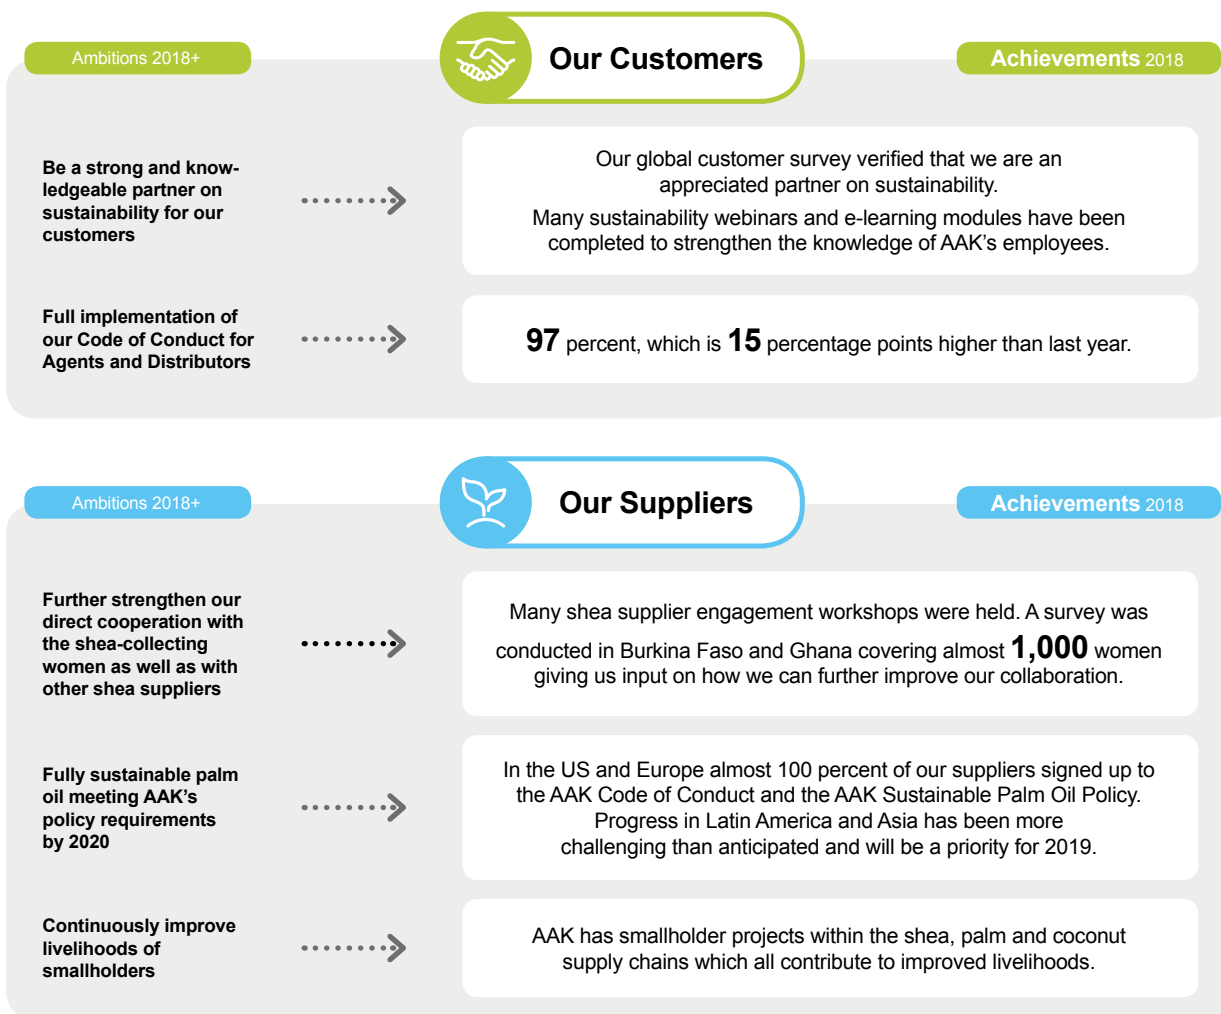 Ambitions 2018+
Our Customers
Achievements 2018
Be a strong and know-
ledgeable partner on
sustainability for our
customers
Our global customer survey verified that we are an
appreciated partner on sustainability.
Many sustainability webinars and e-learning modules have been
completed to strengthen the knowledge of AAK's employees.
Full implementation of
our Code of Conduct for
Agents and Distributors
97 percent, which is 15 percentage points higher than last year.
Ambitions 2018+
Our Suppliers
Achievements 2018
Further strengthen our
direct cooperation with
the shea-collecting
women as well as with
other shea suppliers
Many shea supplier engagement workshops were held. A survey was
conducted in Burkina Faso and Ghana covering almost 1,000 women
giving us input on how we can further improve our collaboration.
Fully sustainable palm
oil meeting AAK's
policy requirements
by 2020
In the US and Europe almost 100 percent of our suppliers signed up to
the AAK Code of Conduct and the AAK Sustainable Palm Oil Policy.
Progress in Latin America and Asia has been more
challenging than anticipated and will be a priority for 2019.
Continuously improve
livelihoods of
smallholders
AAK has smallholder projects within the shea, palm and coconut
supply chains which all contribute to improved livelihoods.